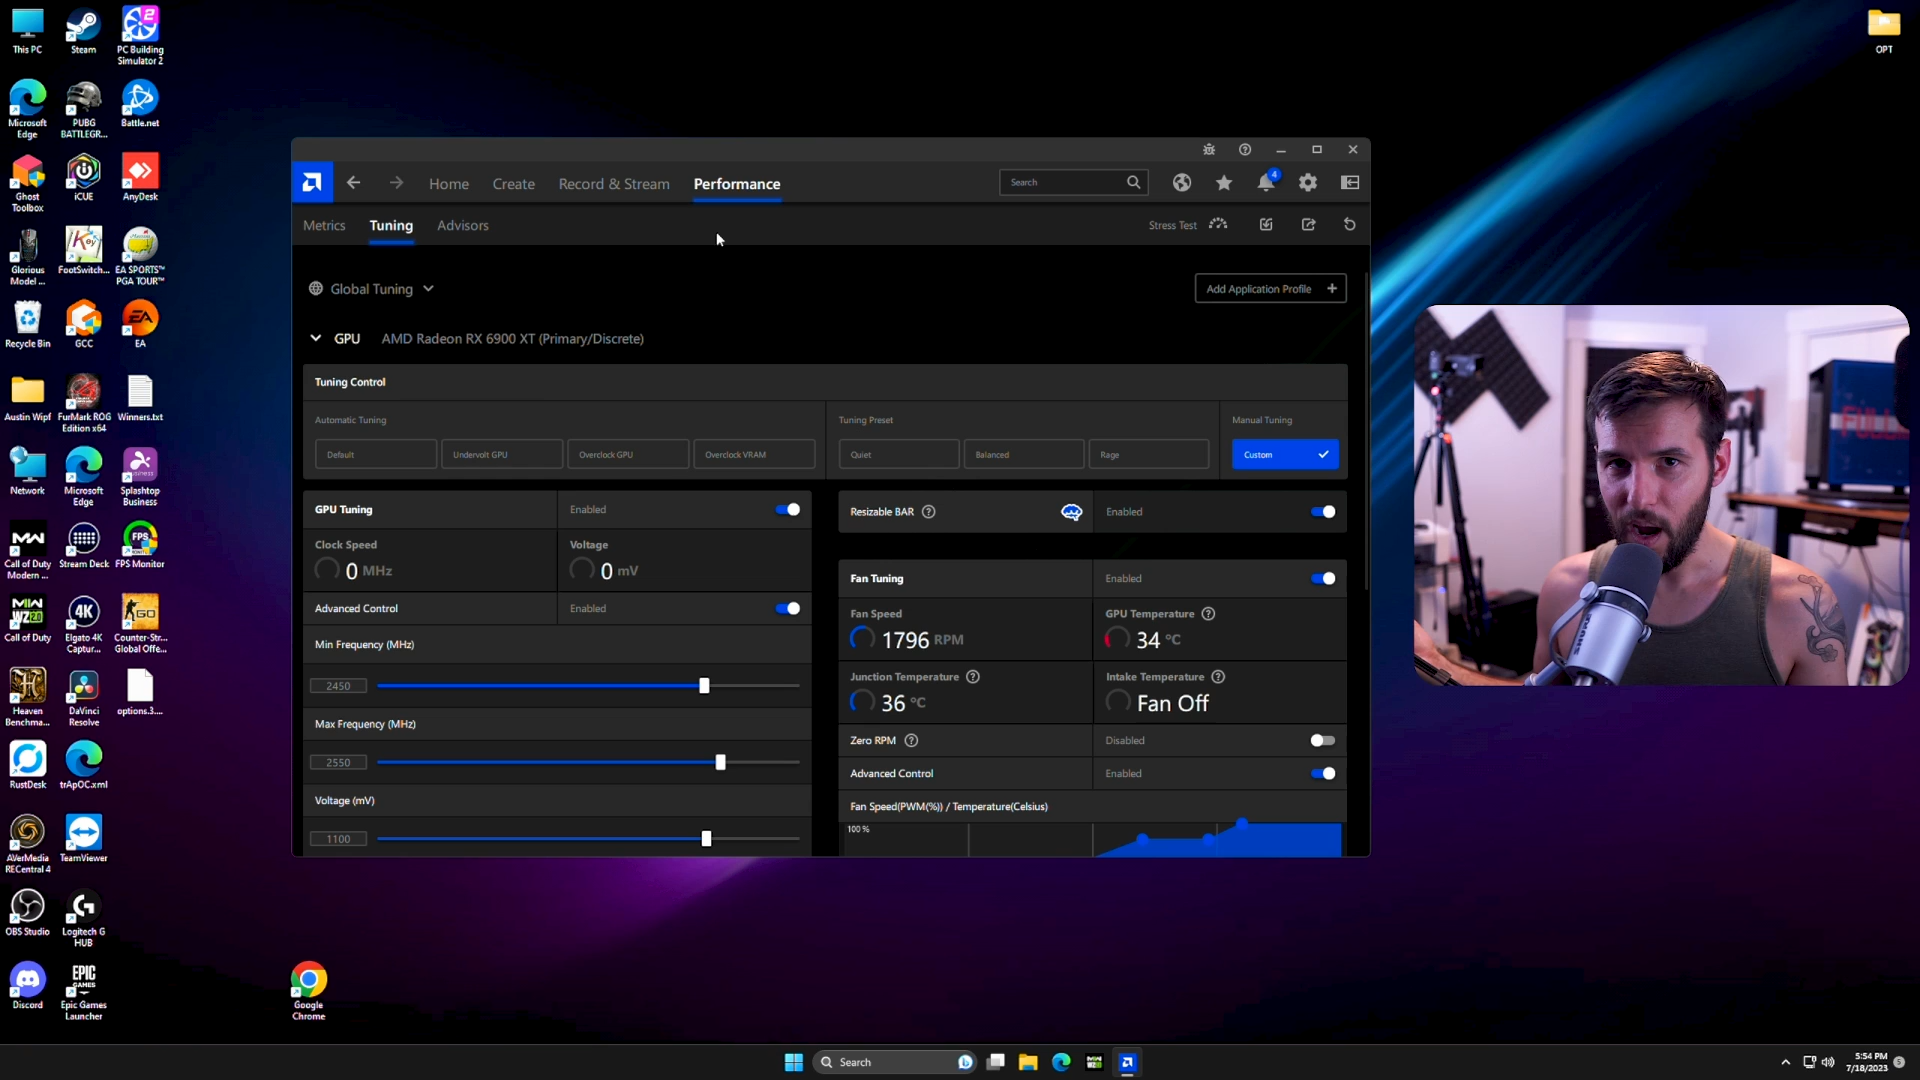 This PC
Steam
PC Building
Simulator 2
OPT
Microsoft
Edge
PUBG
BATTLEGR...
Battle.net
Ghost
Toolbox
iCUE
AnyDesk
Glorious
Model ...
FootSwitch...
EA SPORTS™
PGA TOUR™
Recycle Bin
GCC
EA
Austin Wipf
FurMark ROG
Edition x64
Winners.txt
Network
Microsoft
Edge
Splashtop
Business
Call of Duty
Modern ...
Stream Deck
FPS Monitor
Call of Duty
Elgato 4K
Captur...
Counter-Str...
Global Offe...
Heaven
Benchma...
DaVinci
Resolve
options.3....
RustDesk
trApOC.xml
AVerMedia
RECentral 4
TeamViewer
OBS Studio
Logitech G
HUB
Discord
Epic Games
Launcher
Google
Chrome
Home
Create
Record & Stream
Performance
Search
4
Metrics
Tuning
Advisors
Stress Test
Global Tuning
Add Application Profile +
GPU AMD Radeon RX 6900 XT (Primary/Discrete)
Tuning Control
Automatic Tuning
Tuning Preset
Manual Tuning
Default
Undervolt GPU
Overclock GPU
Overclock VRAM
Quiet
Balanced
Rage
Custom
GPU Tuning
Enabled
Clock Speed
0 MHz
Voltage
0 mV
Advanced Control
Enabled
Min Frequency (MHz)
2450
Max Frequency (MHz)
2550
Voltage (mV)
1100
Resizable BAR
Enabled
Fan Tuning
Enabled
Fan Speed
1796 RPM
GPU Temperature
34 °C
Junction Temperature
36 °C
Intake Temperature
Fan Off
Zero RPM
Disabled
Advanced Control
Enabled
Fan Speed(PWM(%)) / Temperature(Celsius)
100 %
Search
5:54 PM
7/18/2023
5